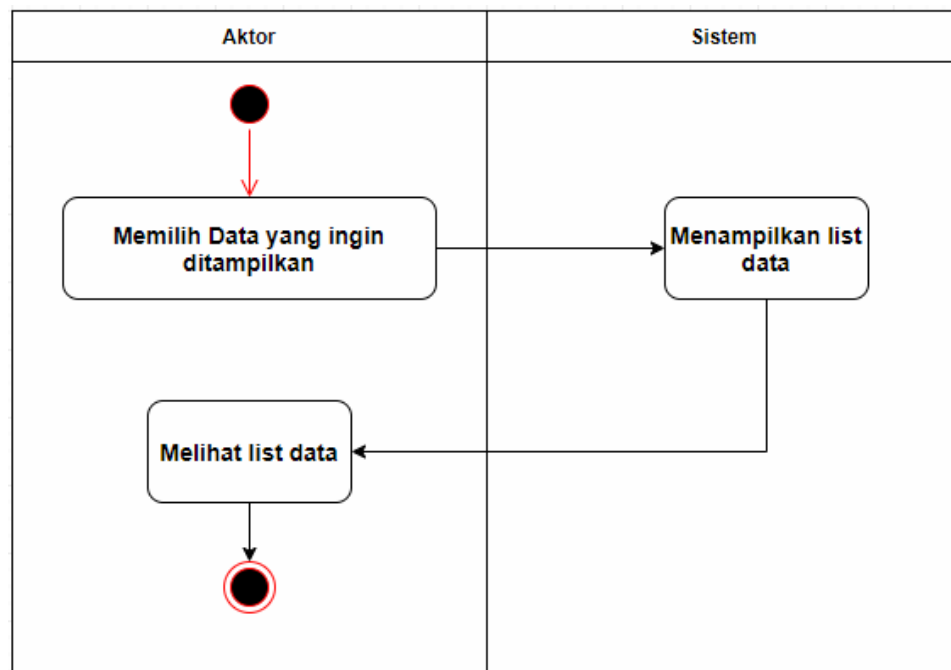 Aktor
Sistem
Memilih Data yang ingin
ditampilkan
Menampilkan list
data
Melihat list data